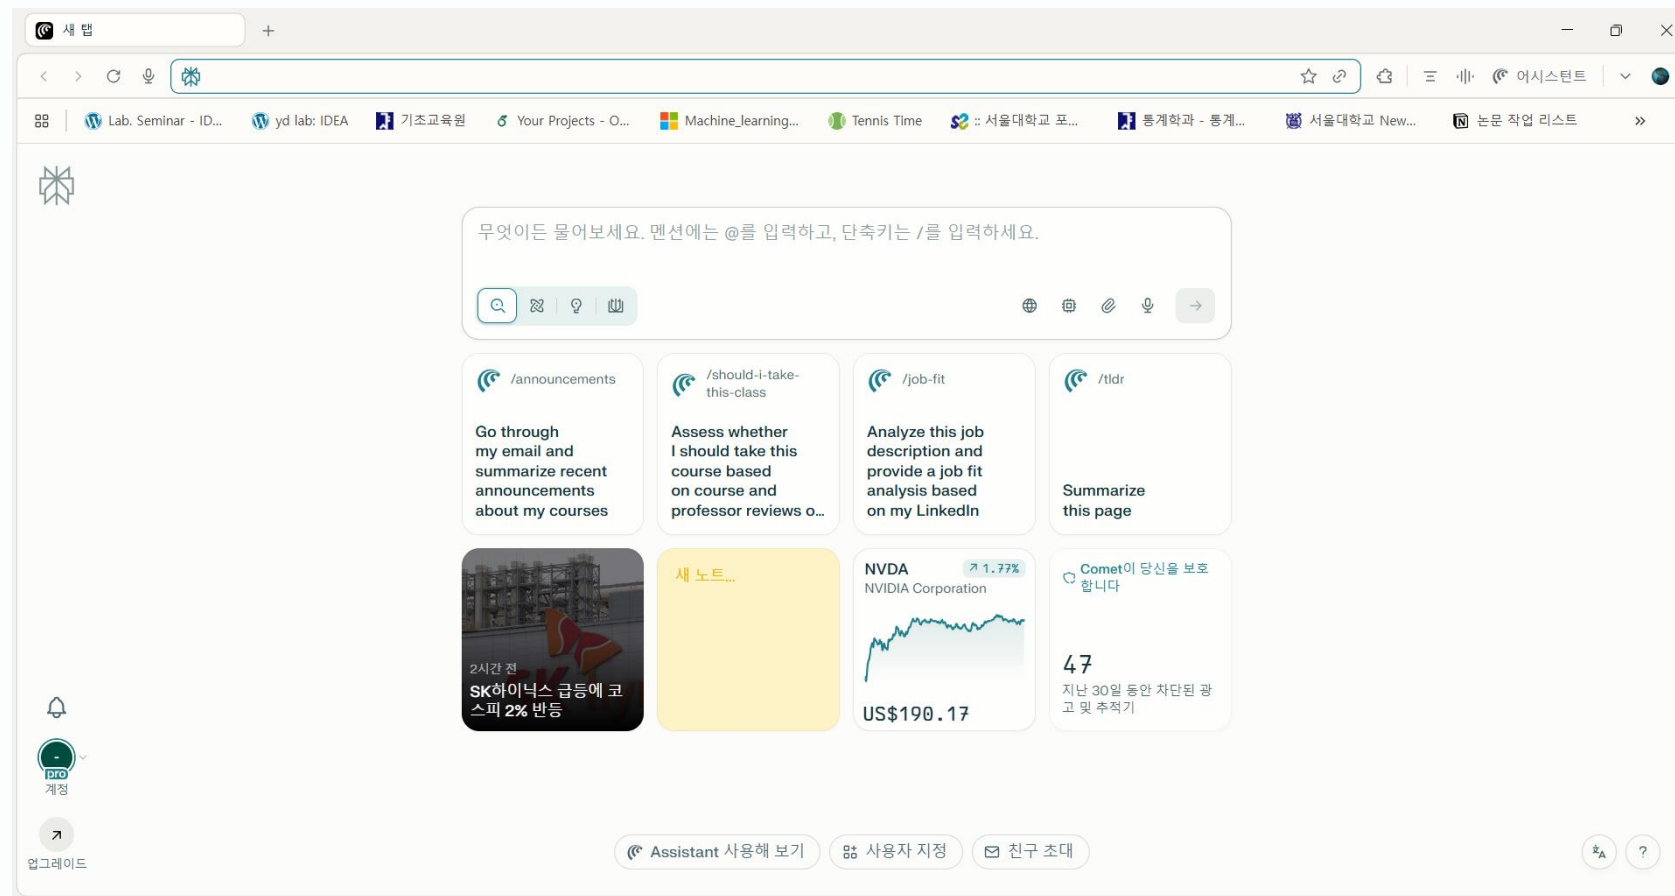 새 탭
어시스턴트
Lab. Seminar - ID...
yd lab: IDEA
기초교육원
Your Projects - O...
Machine_learning...
Tennis Time
:: 서울대학교 포...
통계학과 - 통계...
서울대학교 New...
논문 작업 리스트
무엇이든 물어보세요. 멘션에는 @를 입력하고, 단축키는 /를 입력하세요.
/announcements
Go through
my email and
summarize recent
announcements
about my courses
/should-i-take-
this-class
Assess whether
I should take this
course based
on course and
professor reviews o...
/job-fit
Analyze this job
description and
provide a job fit
analysis based
on my LinkedIn
/tldr
Summarize
this page
2시간 전
SK하이닉스 급등에 코
스피 2% 반등
새 노트...
NVDA
1.77%
NVIDIA Corporation
US$190.17
Comet이 당신을 보호
합니다
47
지난 30일 동안 차단된 광
고 및 추적기
pro
계정
업그레이드
Assistant 사용해 보기
사용자 지정
친구 초대